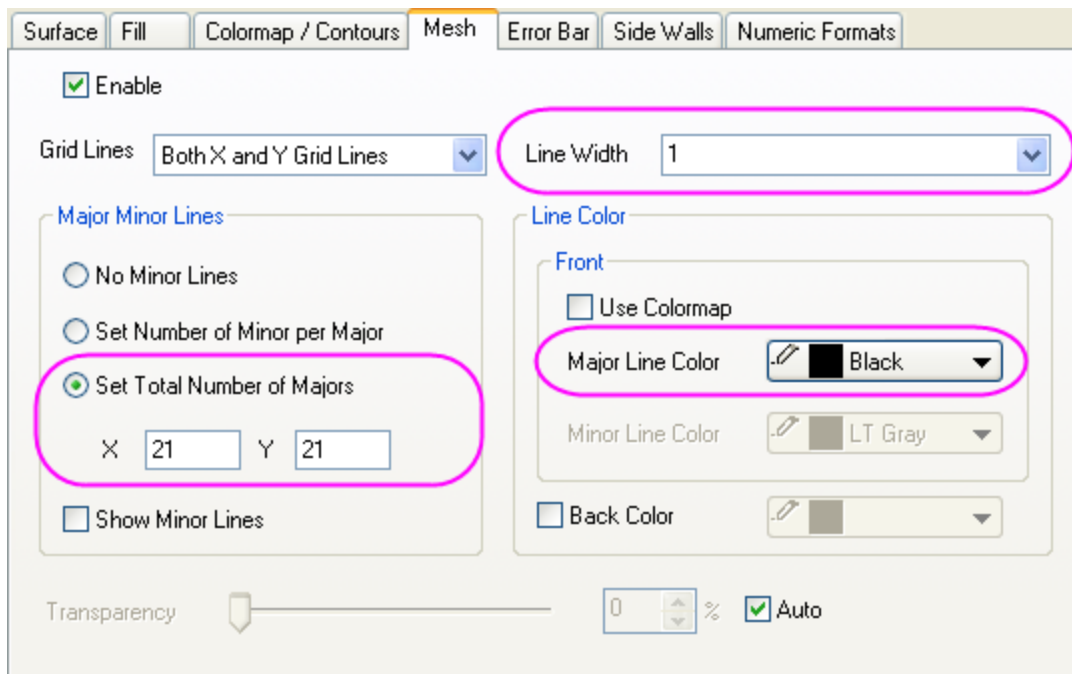 Surface Fill Colormap / Contours Mesh Error Bar Side Walls Numeric Formats
Enable
Grid Lines Both X and Y Grid Lines Line Width 1
Major Minor Lines
No Minor Lines
Set Number of Minor per Major
Set Total Number of Majors
X 21 Y 21
Show Minor Lines
Line Color
Front
Use Colormap
Major Line Color Black
Minor Line Color LT Gray
Back Color
Transparency 0 % Auto